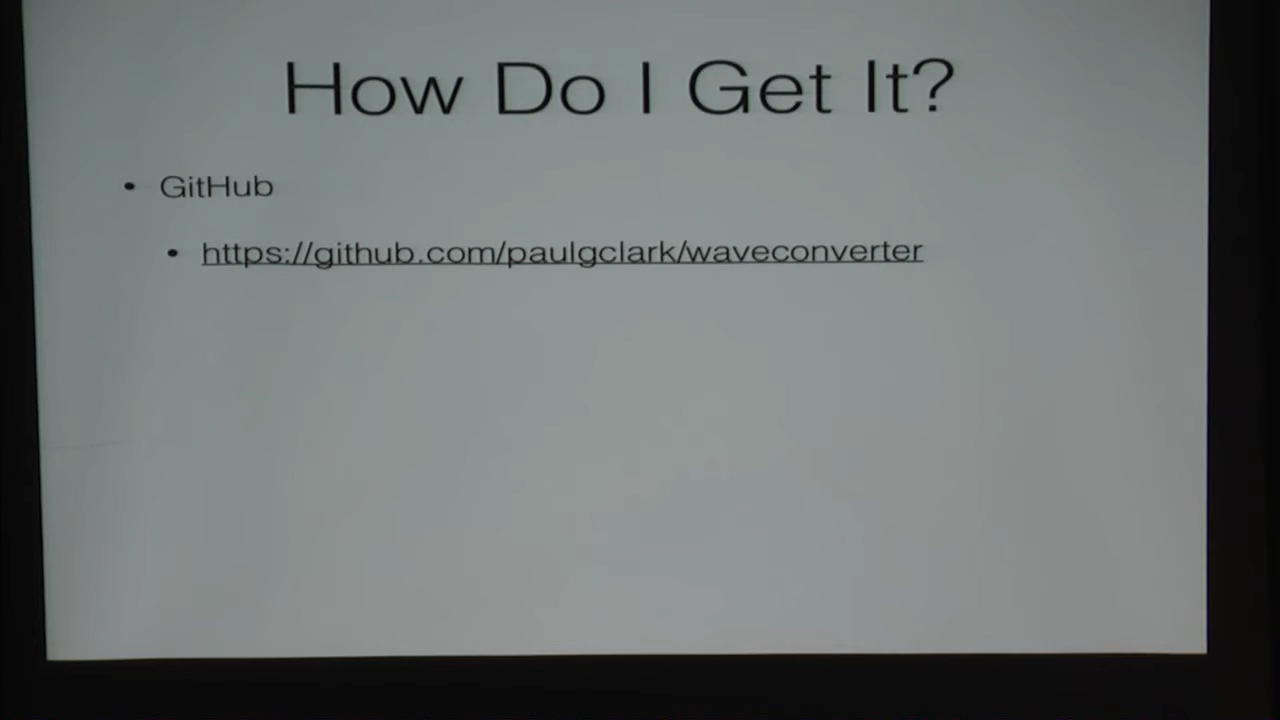 How Do I Get It?
• GitHub
• https://github.com/paulgclark/waveconverter